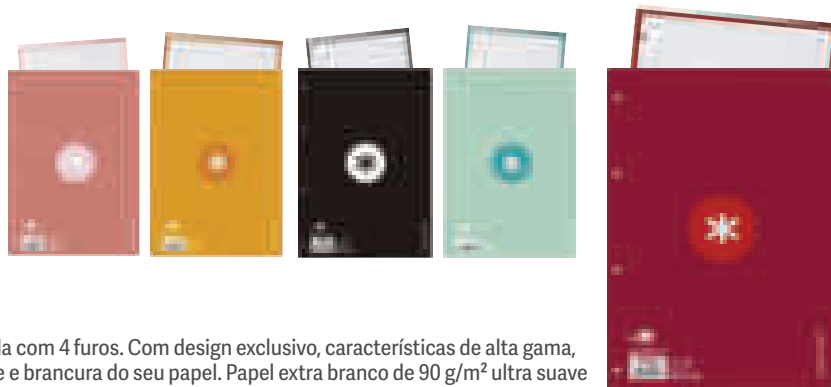 la com 4 furos. Com design exclusivo, características de alta gama,
e e brancura do seu papel. Papel extra branco de 90 g/m² ultra suave